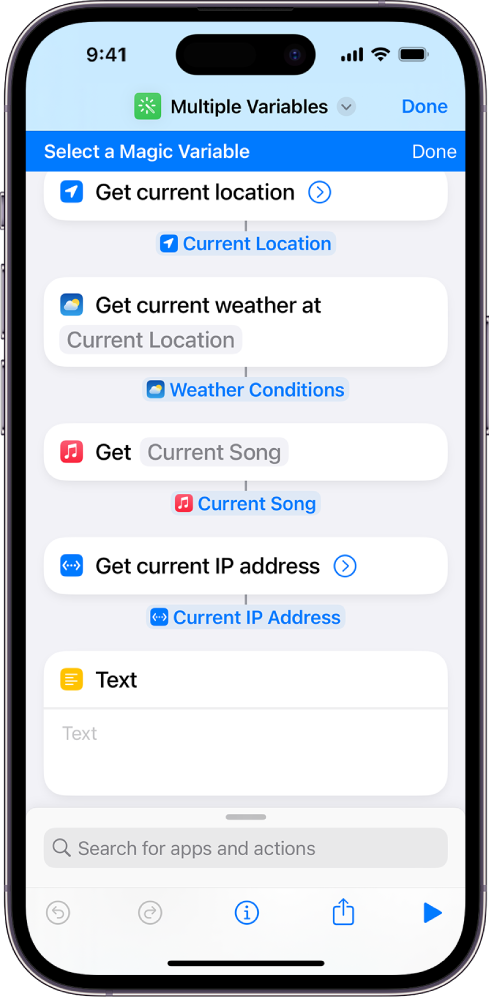 9:41
Multiple Variables
Done
Select a Magic Variable
Done
Get current location
Current Location
Get current weather at
Current Location
Weather Conditions
Get Current Song
Current Song
Get current IP address
Current IP Address
Text
Text
Search for apps and actions